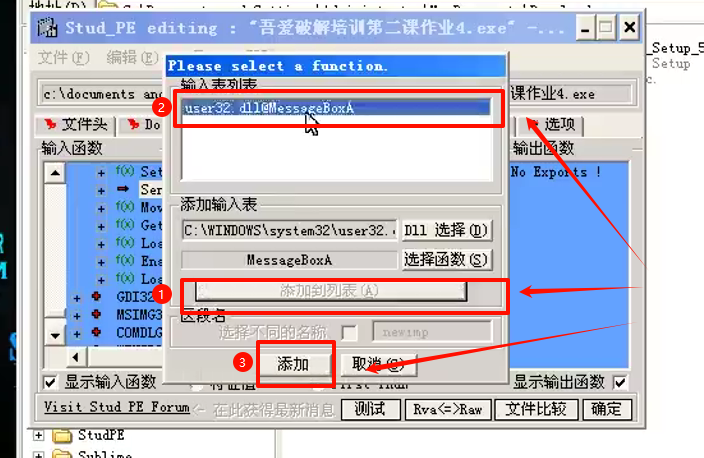 Stud_PE editing : "吾爱破解培训第二课作业4.exe" -...
_Setup_5
Setup
文件(F) 编辑(E)
Please select a function.
输入表列表
c:\documents and
课作业4.exe
2
user32.dll@MessageBoxA
文件头
Do
选项
输入函数
输出函数
No Exports !
f(x) Set
Ser
f(x) Mov
f(x) Get
f(x) Loa
f(x) Ena
f(x) Loa
GDI32
MSIMG3
COMDLG
添加输入表
C:\WINDOWS\system32\user32.
Dll 选择(D)
MessageBoxA
选择函数(S)
1
添加到列表(A)
区段名
选择不同的名称
newimp
3
添加
取消(C)
显示输入函数
特征值
First Thun
显示输出函数
Visit Stud PE Forum
<- 在此获得最新消息
测试
Rva<=>Raw
文件比较
确定
StudPE
Sublime